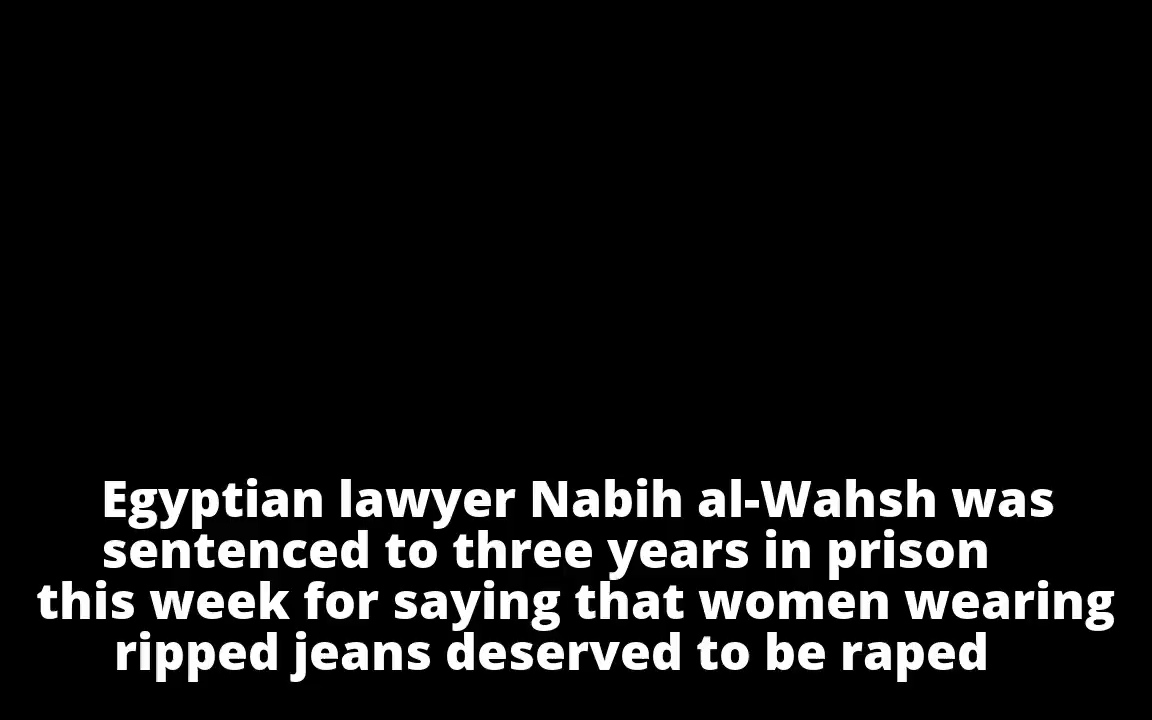 Egyptian lawyer Nabih al-Wahsh was
sentenced to three years in prison
this week for saying that women wearing
ripped jeans deserved to be raped